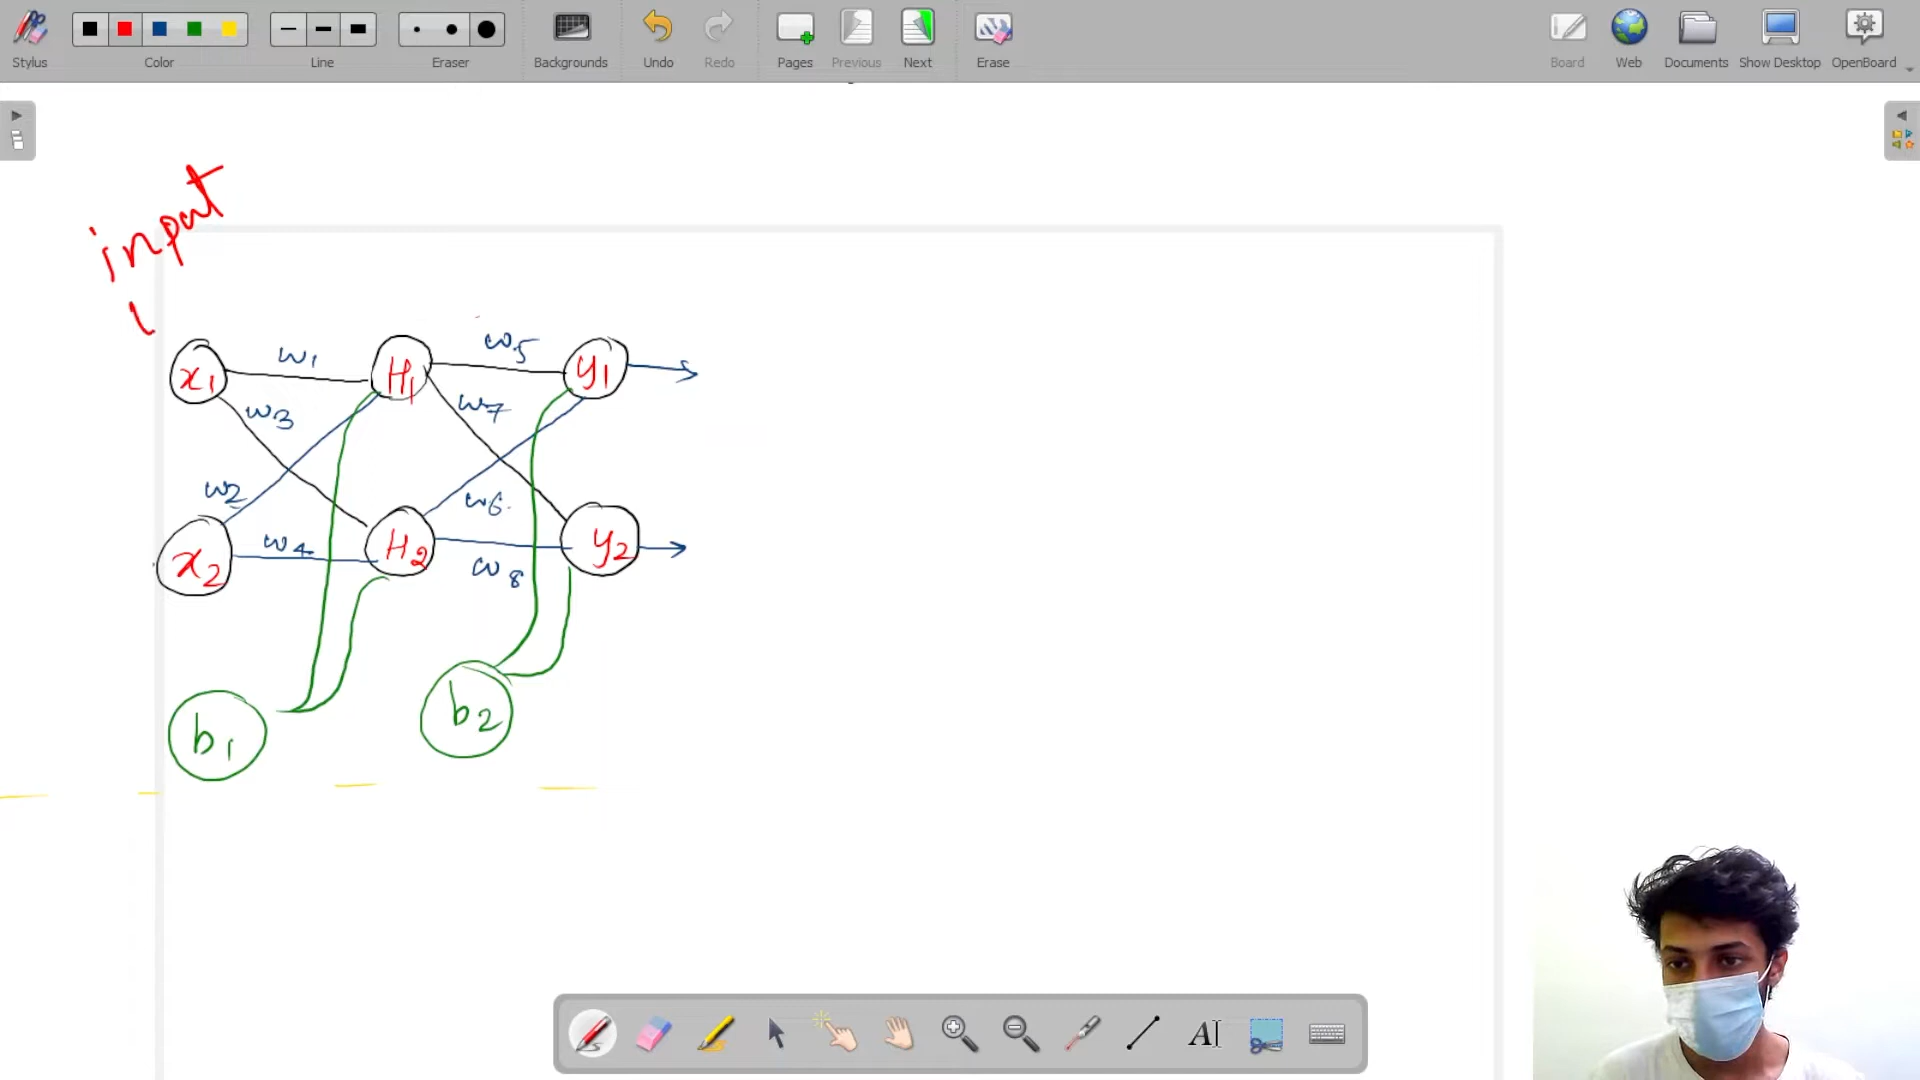 Stylus
Color
Line
Eraser
Backgrounds
Undo
Redo
Pages
Previous
Next
Erase
Board
Web
Documents
Show Desktop
OpenBoard
input
x1
w1
H1
w5
y1
w3
w7
w2
w6
x2
w4
H2
w8
y2
b1
b2
AI